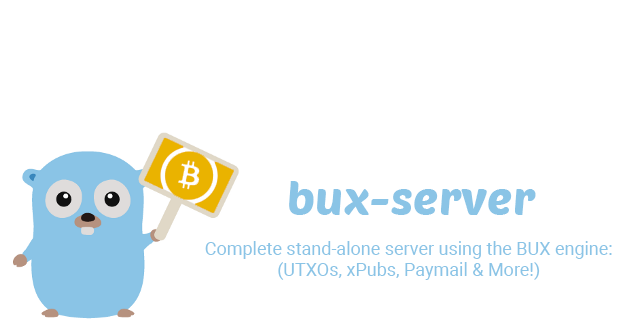 bux-server
Complete stand-alone server using the BUX engine:
(UTXOs, xPubs, Paymail & More!)